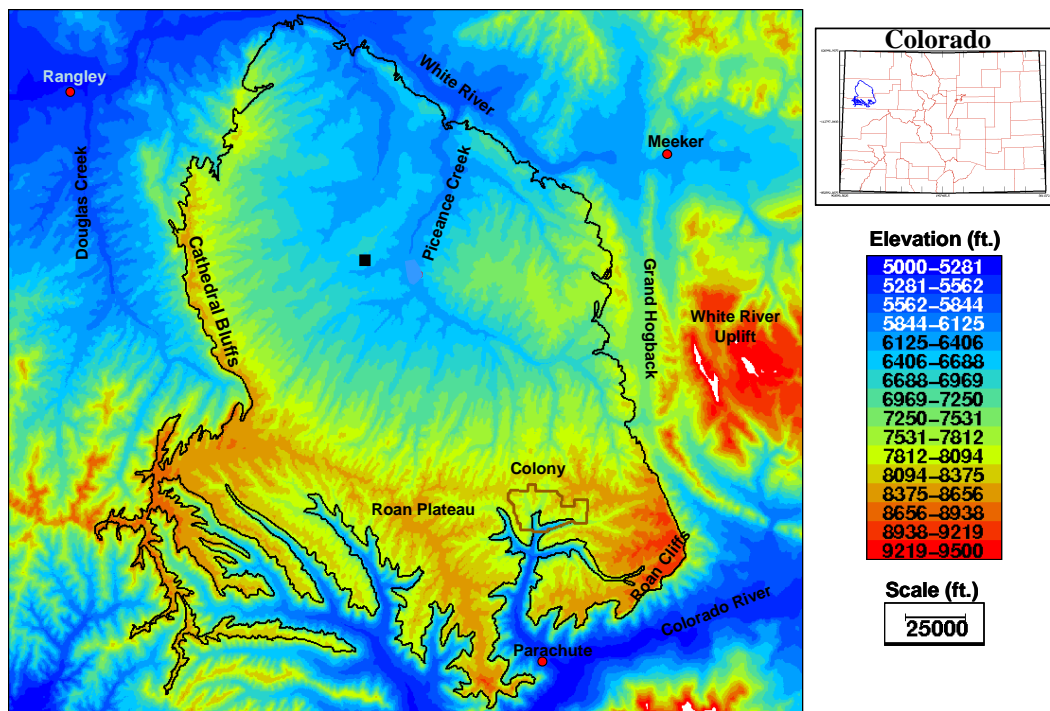 Rangley
White River
Meeker
Douglas Creek
Piceance Creek
Cathedral Bluffs
Grand Hogback
White River
Uplift
Colony
Roan Plateau
Roan Cliffs
Colorado River
Parachute
Colorado
Elevation (ft.)
5000–5281
5281–5562
5562–5844
5844–6125
6125–6406
6406–6688
6688–6969
6969–7250
7250–7531
7531–7812
7812–8094
8094–8375
8375–8656
8656–8938
8938–9219
9219–9500
Scale (ft.)
25000